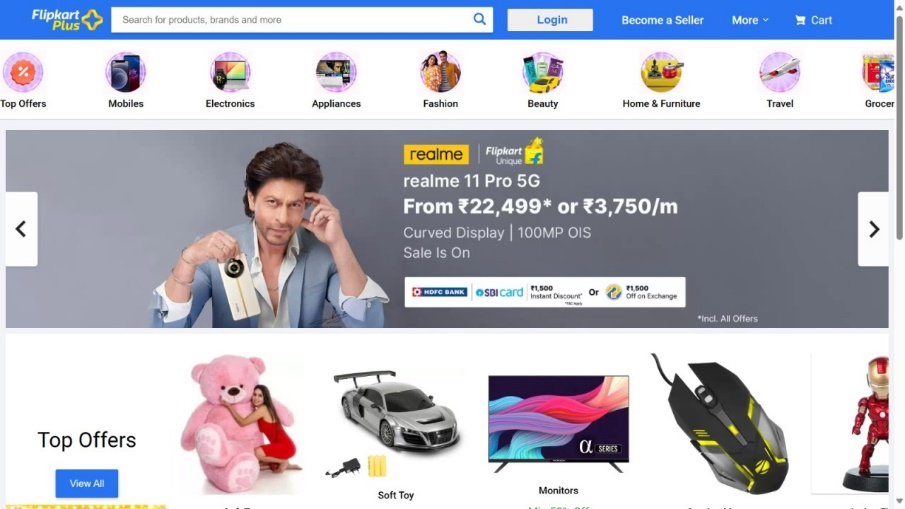 Flipkart
Plus
Search for products, brands and more
Login
Become a Seller
More
Cart
Top Offers
Mobiles
Electronics
Appliances
Fashion
Beauty
Home & Furniture
Travel
Grocer
realme
Flipkart
Unique
realme 11 Pro 5G
From ₹22,499* or ₹3,750/m
Curved Display | 100MP OIS
Sale Is On
HDFC BANK
SBI card
₹1,500
Instant Discount*
Or
₹1,500
Off on Exchange
*Incl. All Offers
Top Offers
View All
α SERIES
Soft Toy
Monitors